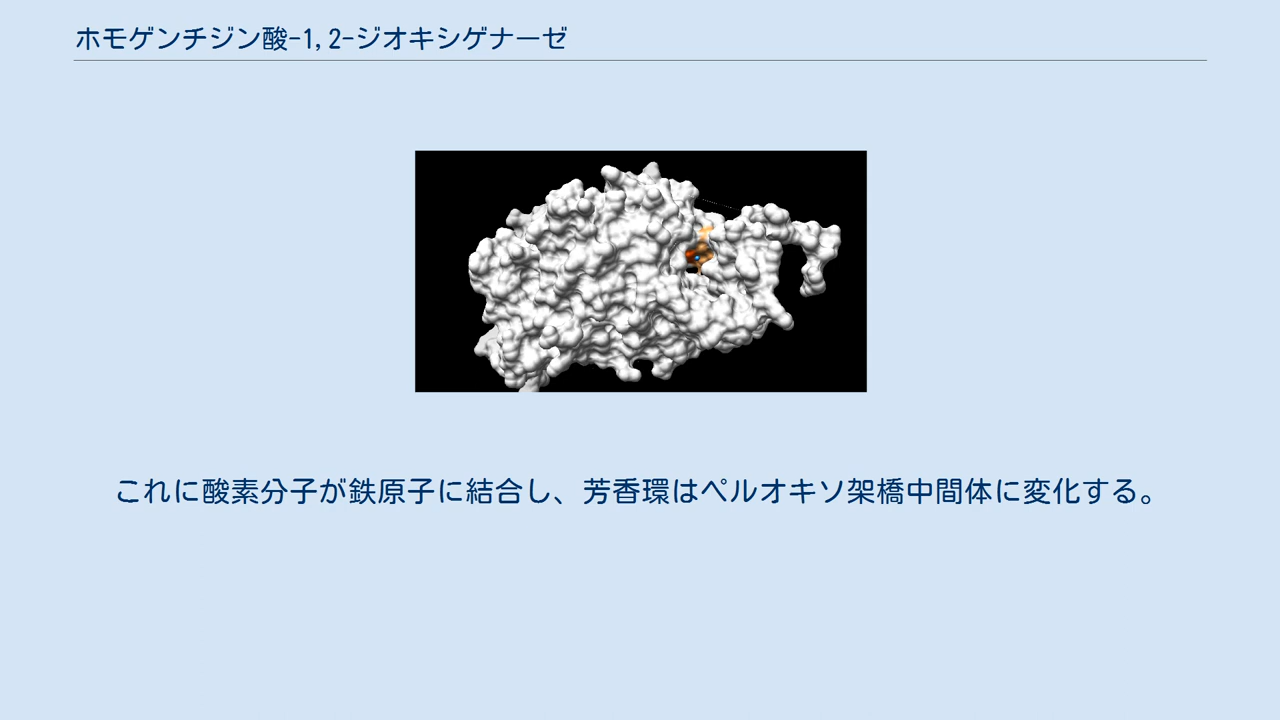 ホモゲンチジン酸-1,2-ジオキシゲナーゼ
これに酸素分子が鉄原子に結合し、芳香環はペルオキソ架橋中間体に変化する。